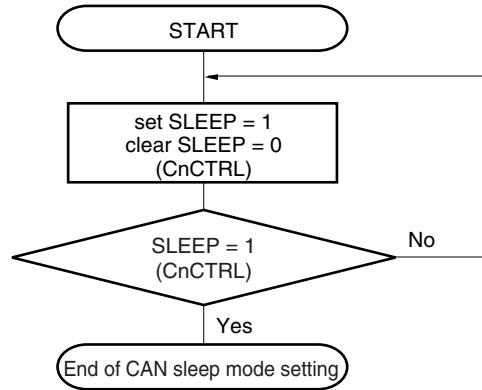 START
set SLEEP = 1
clear SLEEP = 0
(CnCTRL)
SLEEP = 1
(CnCTRL)
No
Yes
End of CAN sleep mode setting